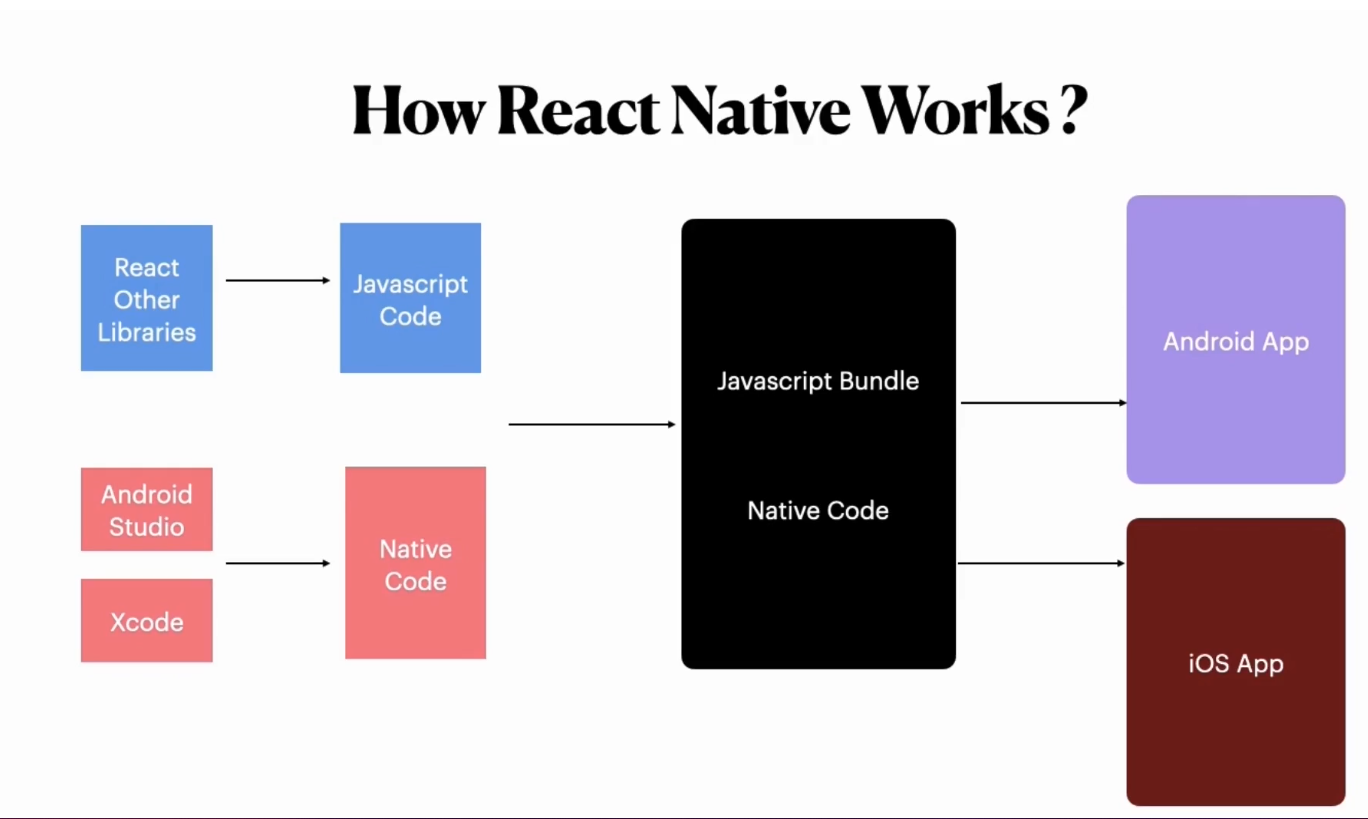 How React Native Works ?
React
Other
Libraries
Javascript
Code
Android
Studio
Xcode
Native
Code
Javascript Bundle
Native Code
Android App
iOS App